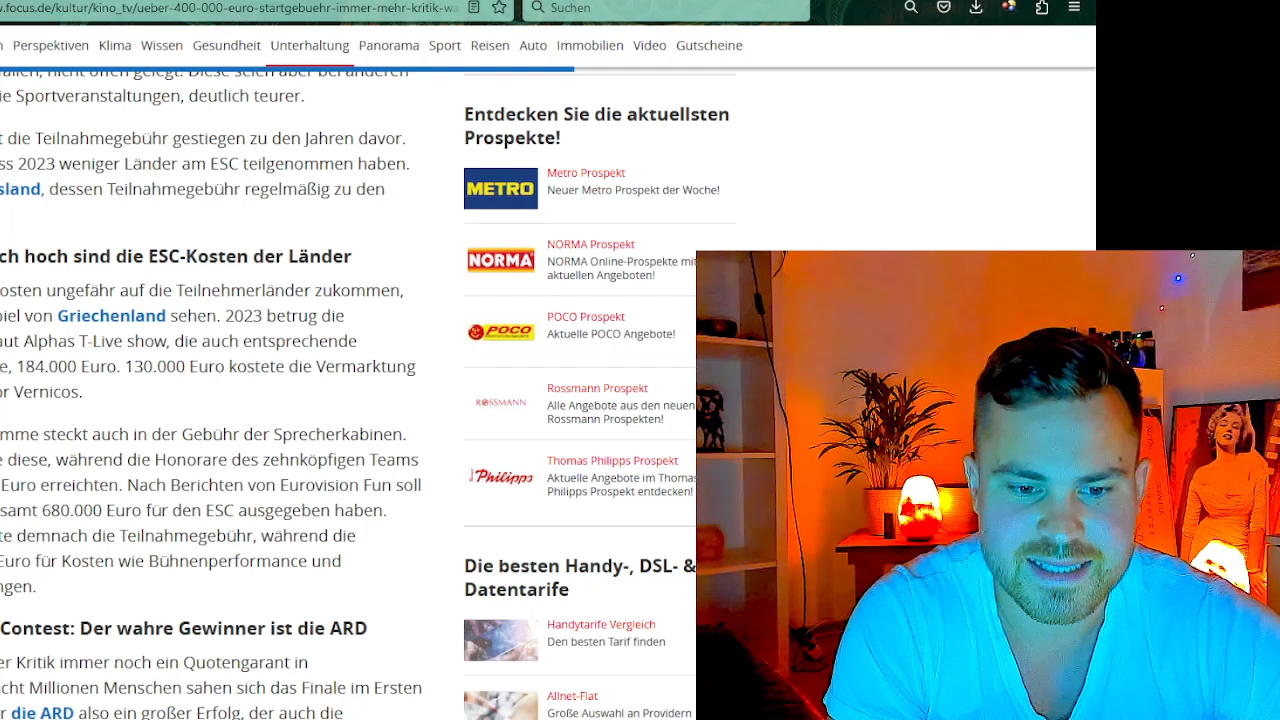 .focus.de/kultur/kino_tv/ueber-400-000-euro-startgebuehr-immer-mehr-kritik-wa
Suchen
n Perspektiven Klima Wissen Gesundheit Unterhaltung Panorama Sport Reisen Auto Immobilien Video Gutscheine
nicht offen gelegt. Diese seien aber bei anderen
ie Sportveranstaltungen, deutlich teurer.
t die Teilnahmegebühr gestiegen zu den Jahren davor.
ss 2023 weniger Länder am ESC teilgenommen haben.
sland, dessen Teilnahmegebühr regelmäßig zu den
ch hoch sind die ESC-Kosten der Länder
osten ungefähr auf die Teilnehmerländer zukommen,
piel von Griechenland sehen. 2023 betrug die
aut Alphas T-Live show, die auch entsprechende
e, 184.000 Euro. 130.000 Euro kostete die Vermarktung
or Vernicos.
mme steckt auch in der Gebühr der Sprecherkabinen.
e diese, während die Honorare des zehnköpfigen Teams
Euro erreichten. Nach Berichten von Eurovision Fun soll
samt 680.000 Euro für den ESC ausgegeben haben.
te demnach die Teilnahmegebühr, während die
Euro für Kosten wie Bühnenperformance und
ngen.
Contest: Der wahre Gewinner ist die ARD
er Kritik immer noch ein Quotengarant in
cht Millionen Menschen sahen sich das Finale im Ersten
r die ARD also ein großer Erfolg, der auch die
Entdecken Sie die aktuellsten
Prospekte!
METRO
Metro Prospekt
Neuer Metro Prospekt der Woche!
NORMA
NORMA Prospekt
NORMA Online-Prospekte mit
aktuellen Angeboten!
POCO
POCO Prospekt
Aktuelle POCO Angebote!
ROSSMANN
Rossmann Prospekt
Alle Angebote aus den neuen
Rossmann Prospekten!
Philipps
Thomas Philipps Prospekt
Aktuelle Angebote im Thomas
Philipps Prospekt entdecken!
Die besten Handy-, DSL- &
Datentarife
Handytarife Vergleich
Den besten Tarif finden
Allnet-Flat
Große Auswahl an Providern